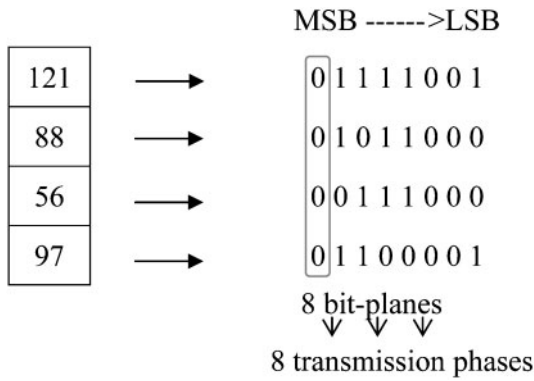 MSB ------>LSB
121 0 1 1 1 1 0 0 1
88 0 1 0 1 1 0 0 0
56 0 0 1 1 1 0 0 0
97 0 1 1 0 0 0 0 1
8 bit-planes
8 transmission phases